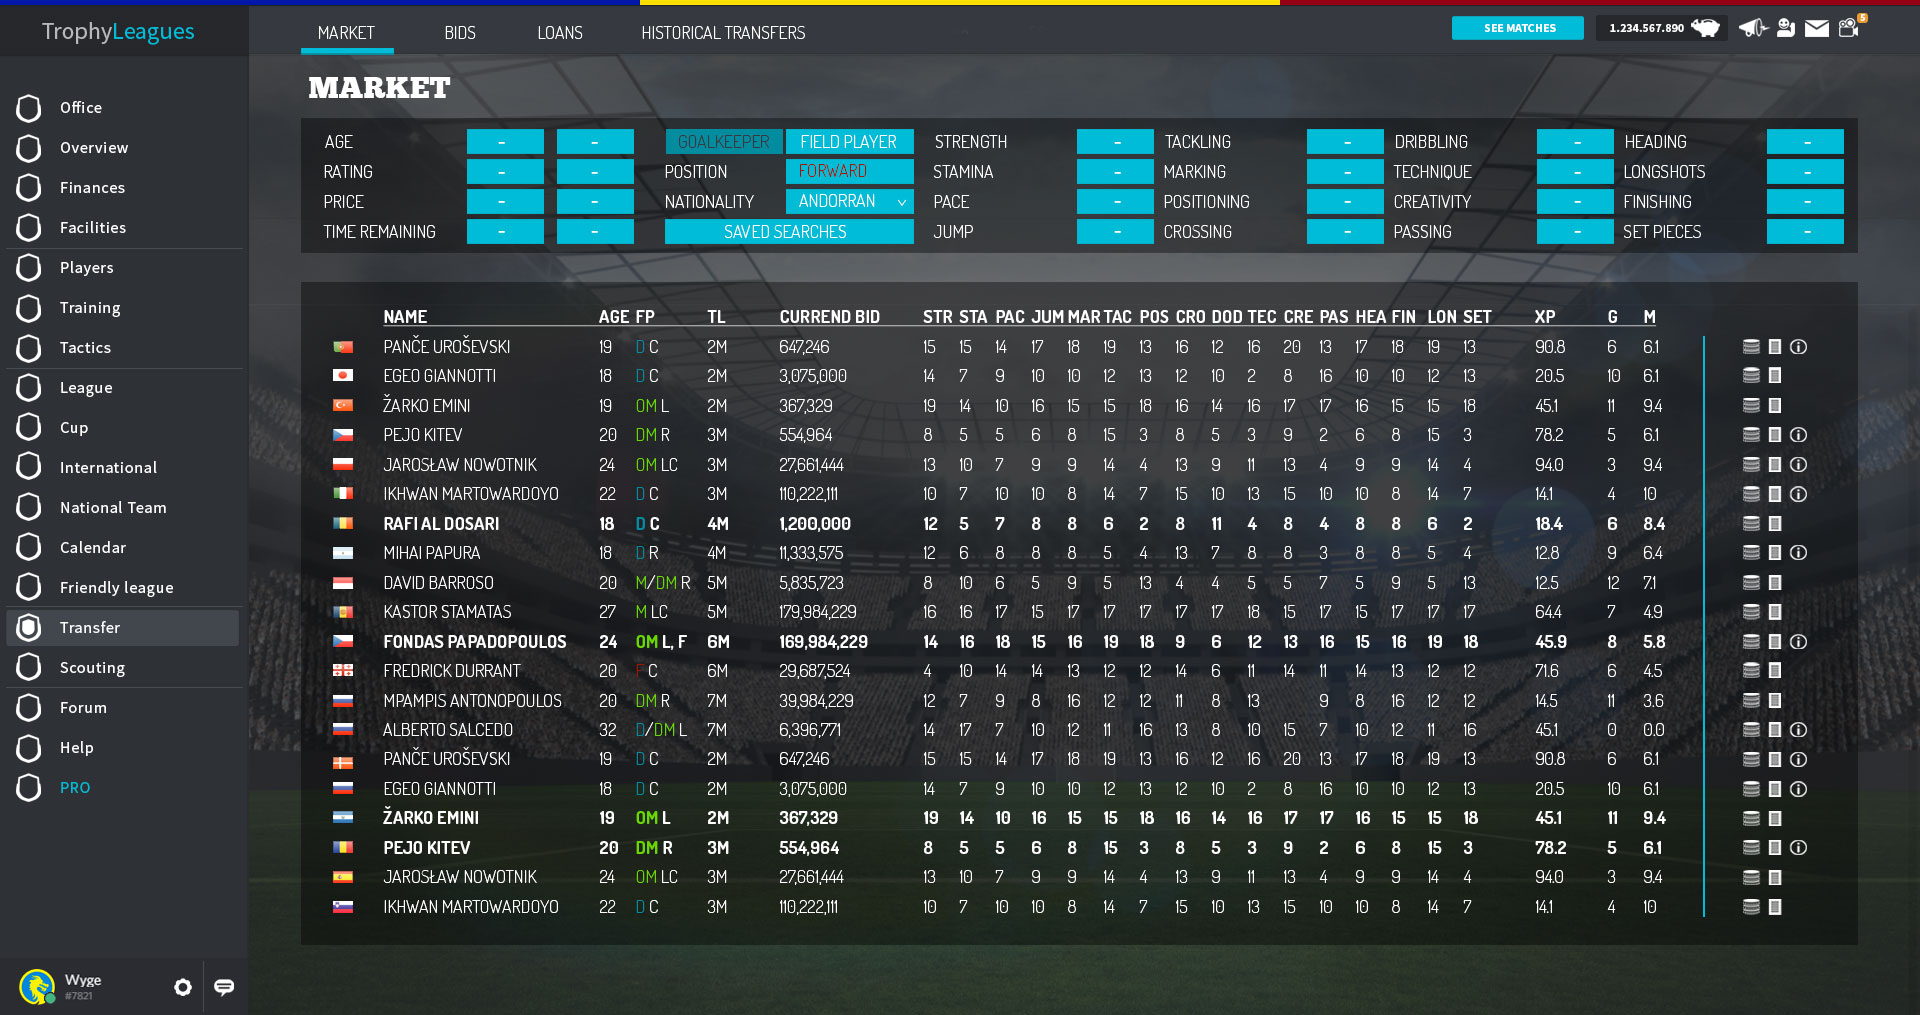 TrophyLeagues
MARKET BIDS LOANS HISTORICAL TRANSFERS SEE MATCHES 1.234.567.890 5
MARKET
Office
Overview
Finances
Facilities
Players
Training
Tactics
League
Cup
International
National Team
Calendar
Friendly league
Transfer
Scouting
Forum
Help
PRO
Wyge
#7821
AGE - - GOALKEEPER FIELD PLAYER STRENGTH - TACKLING - DRIBBLING - HEADING -
RATING - - POSITION FORWARD STAMINA - MARKING - TECHNIQUE - LONGSHOTS -
PRICE - - NATIONALITY ANDORRAN PACE - POSITIONING - CREATIVITY - FINISHING -
TIME REMAINING - - SAVED SEARCHES JUMP - CROSSING - PASSING - SET PIECES -
NAME AGE FP TL CURREND BID STR STA PAC JUM MAR TAC POS CRO DOD TEC CRE PAS HEA FIN LON SET XP G M
PANČE UROŠEVSKI 19 D C 2M 647,246 15 15 14 17 18 19 13 16 12 16 20 13 17 18 19 13 90.8 6 6.1
EGEO GIANNOTTI 18 D C 2M 3,075,000 14 7 9 10 10 12 13 12 10 2 8 16 10 10 12 13 20.5 10 6.1
ŽARKO EMINI 19 OM L 2M 367,329 19 14 10 16 15 15 18 16 14 16 17 17 16 15 15 18 45.1 11 9.4
PEJO KITEV 20 DM R 3M 554,964 8 5 5 6 8 15 3 8 5 3 9 2 6 8 15 3 78.2 5 6.1
JAROSŁAW NOWOTNIK 24 OM LC 3M 27,661,444 13 10 7 9 9 14 4 13 9 11 13 4 9 9 14 4 94.0 3 9.4
IKHWAN MARTOWARDOYO 22 D C 3M 110,222,111 10 7 10 10 8 14 7 15 10 13 15 10 10 8 14 7 14.1 4 10
RAFI AL DOSARI 18 D C 4M 1,200,000 12 5 7 8 8 6 2 8 11 4 8 4 8 8 6 2 18.4 6 8.4
MIHAI PAPURA 18 D R 4M 11,333,575 12 6 8 8 8 5 4 13 7 8 8 3 8 8 5 4 12.8 9 6.4
DAVID BARROSO 20 M/DM R 5M 5,835,723 8 10 6 5 9 5 13 4 4 5 5 7 5 9 5 13 12.5 12 7.1
KASTOR STAMATAS 27 M LC 5M 179,984,229 16 16 17 15 17 17 17 17 17 18 15 17 15 17 17 17 64.4 7 4.9
FONDAS PAPADOPOULOS 24 OM L, F 6M 169,984,229 14 16 18 15 16 19 18 9 6 12 13 16 15 16 19 18 45.9 8 5.8
FREDRICK DURRANT 20 F C 6M 29,687,524 4 10 14 14 13 12 12 14 6 11 14 11 14 13 12 12 71.6 6 4.5
MPAMPIS ANTONOPOULOS 20 DM R 7M 39,984,229 12 7 9 8 16 12 12 11 8 13 9 8 16 12 12 14.5 11 3.6
ALBERTO SALCEDO 32 D/DM L 7M 6,396,771 14 17 7 10 12 11 16 13 8 10 15 7 10 12 11 16 45.1 0 0.0
PANČE UROŠEVSKI 19 D C 2M 647,246 15 15 14 17 18 19 13 16 12 16 20 13 17 18 19 13 90.8 6 6.1
EGEO GIANNOTTI 18 D C 2M 3,075,000 14 7 9 10 10 12 13 12 10 2 8 16 10 10 12 13 20.5 10 6.1
ŽARKO EMINI 19 OM L 2M 367,329 19 14 10 16 15 15 18 16 14 16 17 17 16 15 15 18 45.1 11 9.4
PEJO KITEV 20 DM R 3M 554,964 8 5 5 6 8 15 3 8 5 3 9 2 6 8 15 3 78.2 5 6.1
JAROSŁAW NOWOTNIK 24 OM LC 3M 27,661,444 13 10 7 9 9 14 4 13 9 11 13 4 9 9 14 4 94.0 3 9.4
IKHWAN MARTOWARDOYO 22 D C 3M 110,222,111 10 7 10 10 8 14 7 15 10 13 15 10 10 8 14 7 14.1 4 10